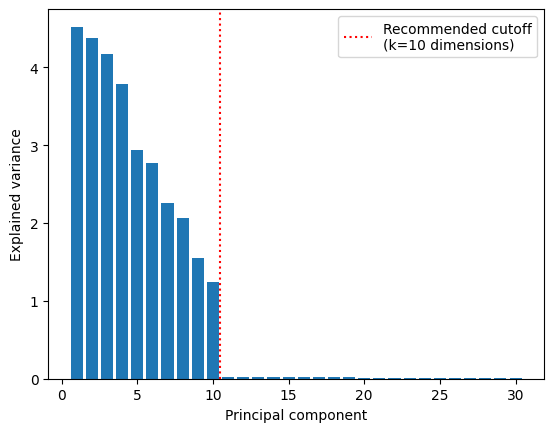 Recommended cutoff
(k=10 dimensions)
4
3
2
1
0
Explained variance
0 5 10 15 20 25 30
Principal component